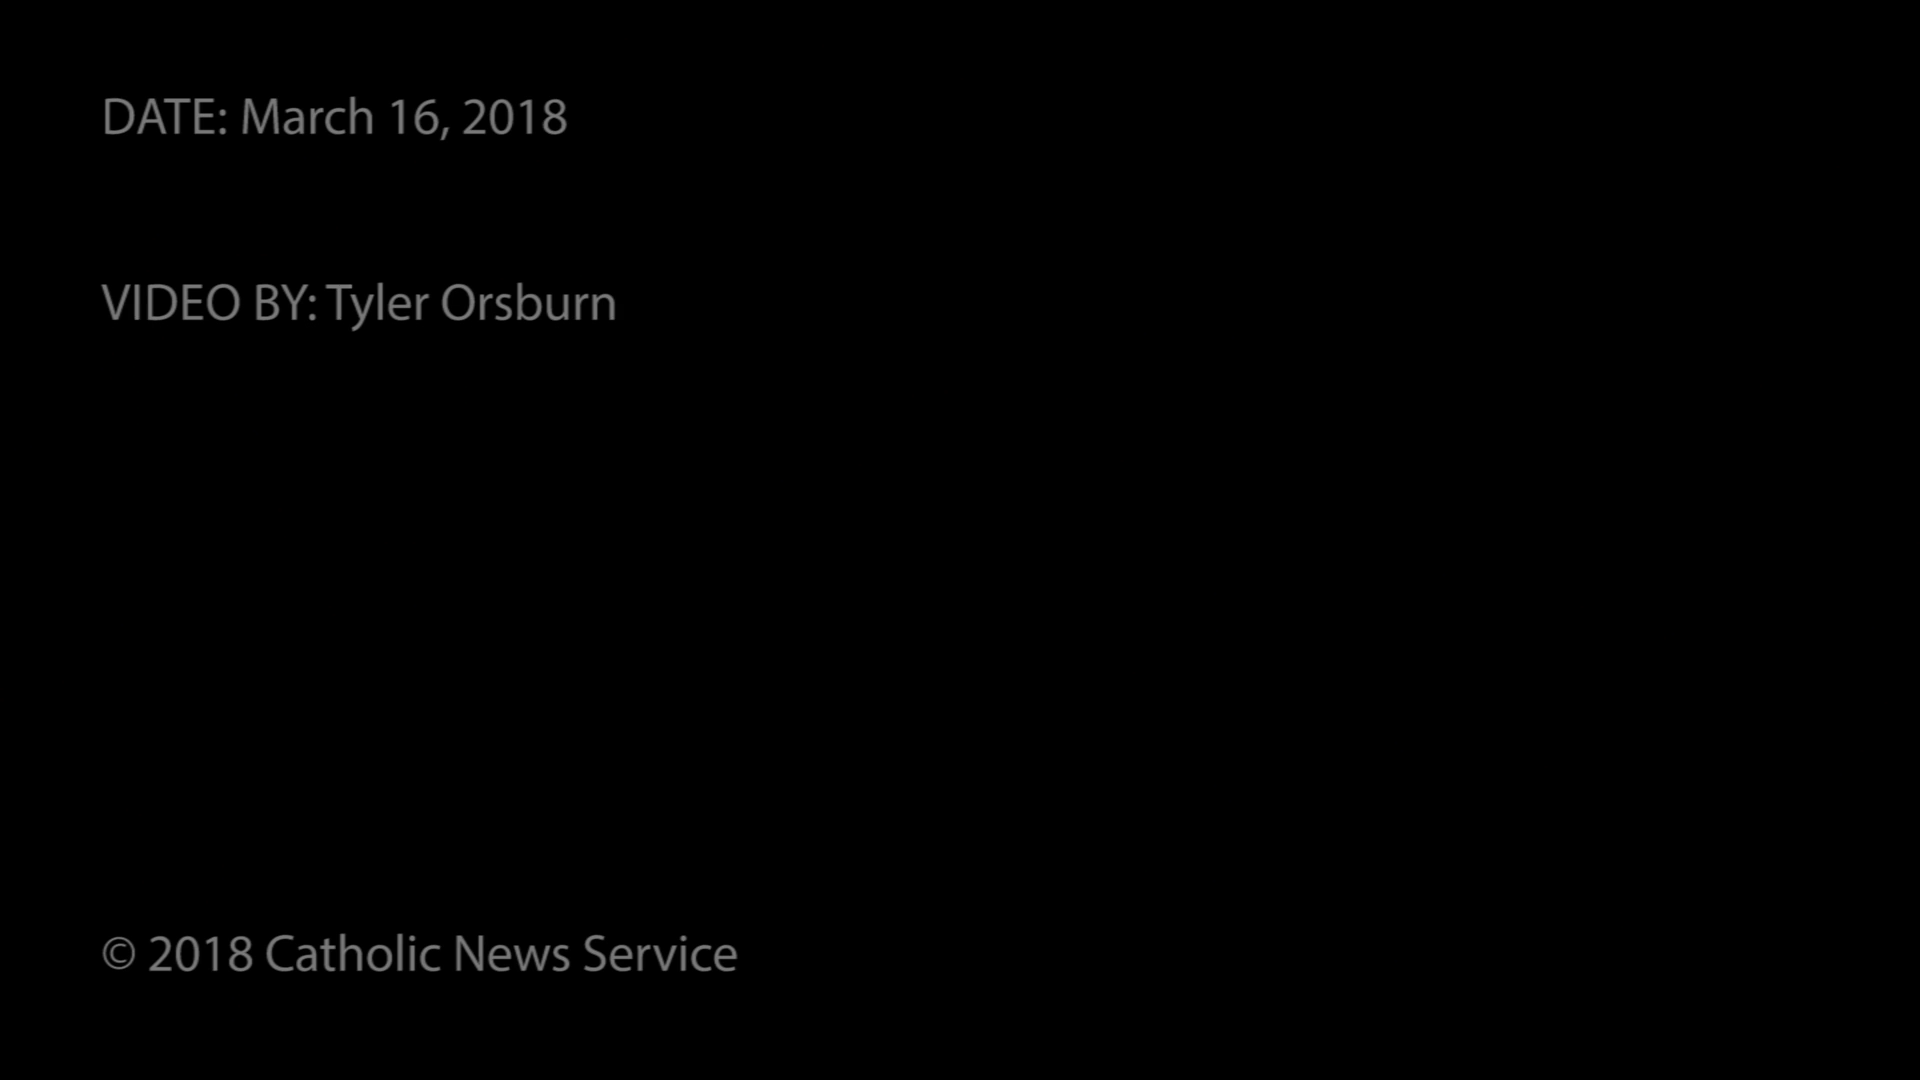 DATE: March 16, 2018
VIDEO BY: Tyler Orsburn
© 2018 Catholic News Service